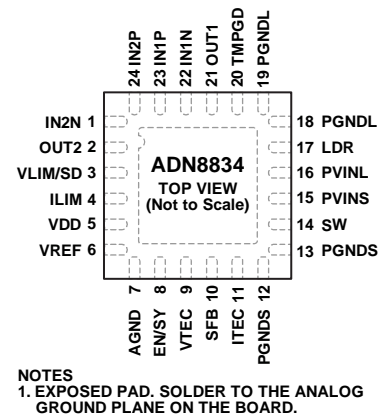 24 IN2P
23 IN1P
22 IN1N
21 OUT1
20 TMPGD
19 PGNDL
IN2N 1
OUT2 2
VLIM/SD 3
ILIM 4
VDD 5
VREF 6
ADN8834
TOP VIEW
(Not to Scale)
18 PGNDL
17 LDR
16 PVINL
15 PVINS
14 SW
13 PGNDS
AGND 7
EN/SY 8
VTEC 9
SFB 10
ITEC 11
PGNDS 12
NOTES
1. EXPOSED PAD. SOLDER TO THE ANALOG
GROUND PLANE ON THE BOARD.